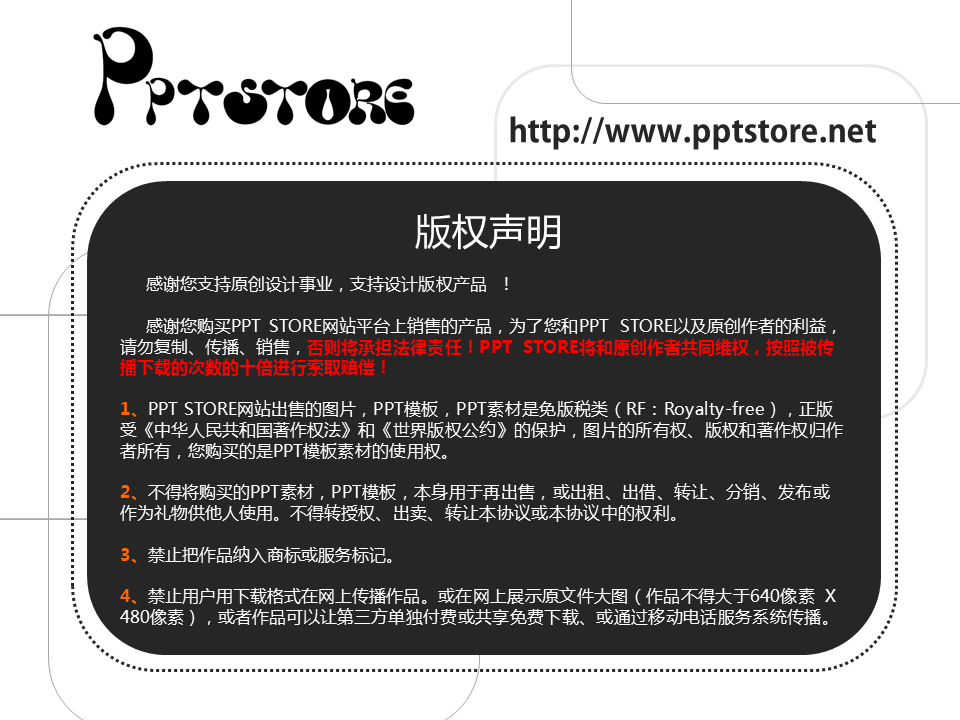 PPTSTORE
http://www.pptstore.net
版权声明
感谢您支持原创设计事业，支持设计版权产品 ！
感谢您购买PPT STORE网站平台上销售的产品，为了您和PPT STORE以及原创作者的利益，
请勿复制、传播、销售，否则将承担法律责任！PPT STORE将和原创作者共同维权，按照被传
播下载的次数的十倍进行索取赔偿！
1、PPT STORE网站出售的图片，PPT模板，PPT素材是免版税类（RF：Royalty-free），正版
受《中华人民共和国著作权法》和《世界版权公约》的保护，图片的所有权、版权和著作权归作
者所有，您购买的是PPT模板素材的使用权。
2、不得将购买的PPT素材，PPT模板，本身用于再出售，或出租、出借、转让、分销、发布或
作为礼物供他人使用。不得转授权、出卖、转让本协议或本协议中的权利。
3、禁止把作品纳入商标或服务标记。
4、禁止用户用下载格式在网上传播作品。或在网上展示原文件大图（作品不得大于640像素 X
480像素），或者作品可以让第三方单独付费或共享免费下载、或通过移动电话服务系统传播。